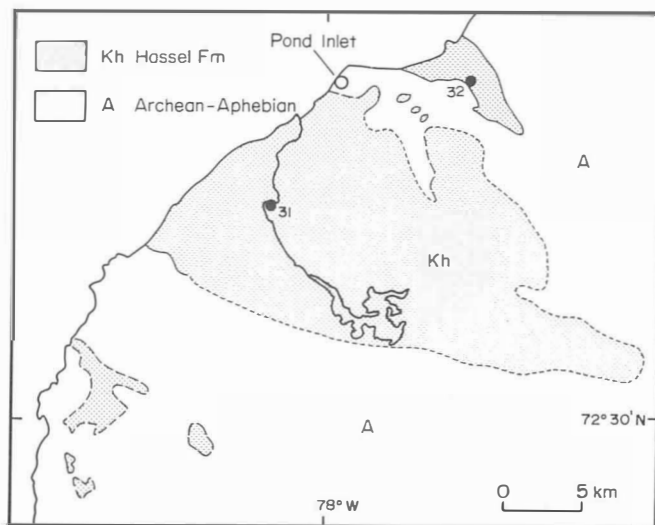 Kh Hassel Fm
A Archean-Aphebian
Pond Inlet
32
A
31
Kh
72° 30' N
A
78° W
0 5 km